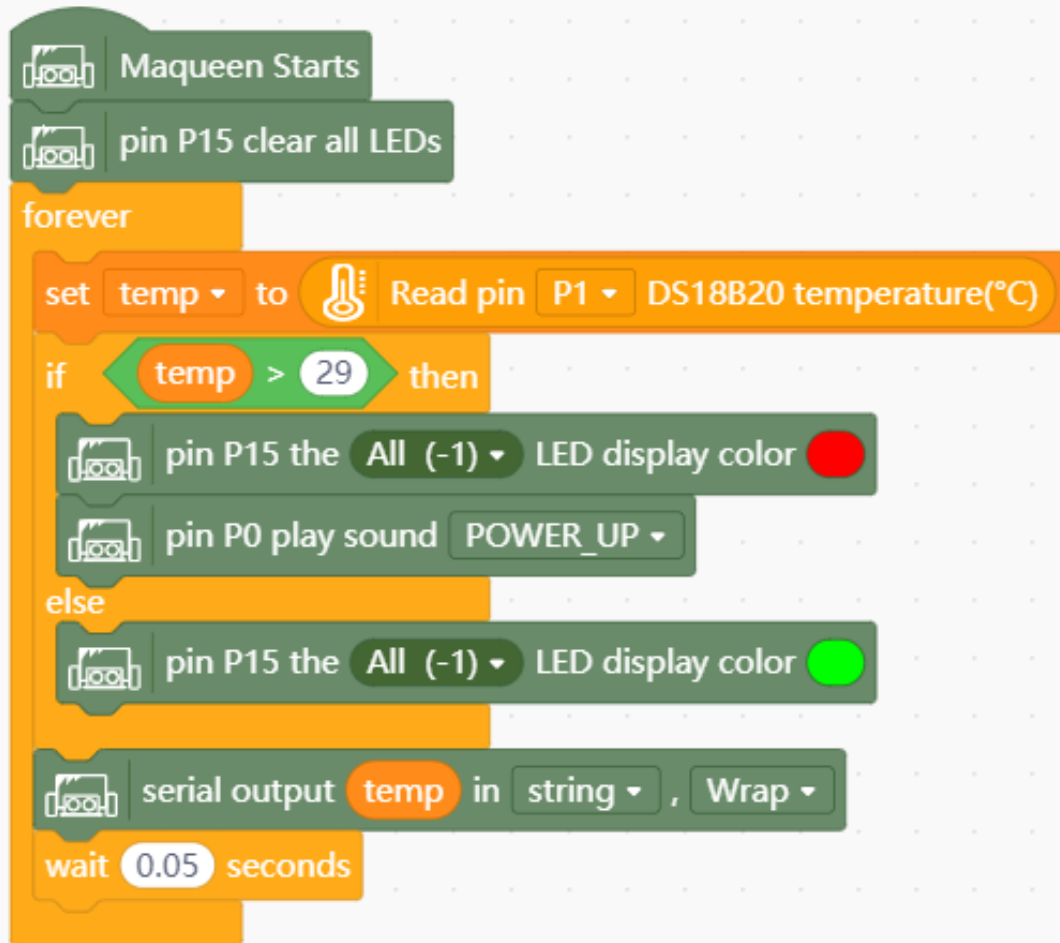 Maqueen Starts
pin P15 clear all LEDs
forever
set temp to Read pin P1 DS18B20 temperature(°C)
if temp > 29 then
pin P15 the All (-1) LED display color
pin P0 play sound POWER_UP
else
pin P15 the All (-1) LED display color
serial output temp in string , Wrap
wait 0.05 seconds